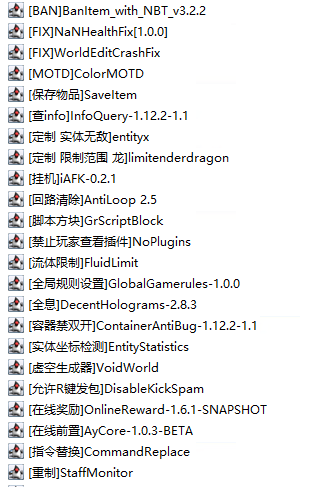 [BAN]BanItem_with_NBT_v3.2.2
[FIX]NaNHealthFix[1.0.0]
[FIX]WorldEditCrashFix
[MOTD]ColorMOTD
[保存物品]SaveItem
[查info]InfoQuery-1.12.2-1.1
[定制 实体无敌]entityx
[定制 限制范围 龙]limitenderdragon
[挂机]iAFK-0.2.1
[回路清除]AntiLoop 2.5
[脚本方块]GrScriptBlock
[禁止玩家查看插件]NoPlugins
[流体限制]FluidLimit
[全局规则设置]GlobalGamerules-1.0.0
[全息]DecentHolograms-2.8.3
[容器禁双开]ContainerAntiBug-1.12.2-1.1
[实体坐标检测]EntityStatistics
[虚空生成器]VoidWorld
[允许R键发包]DisableKickSpam
[在线奖励]OnlineReward-1.6.1-SNAPSHOT
[在线前置]AyCore-1.0.3-BETA
[指令替换]CommandReplace
[重制]StaffMonitor